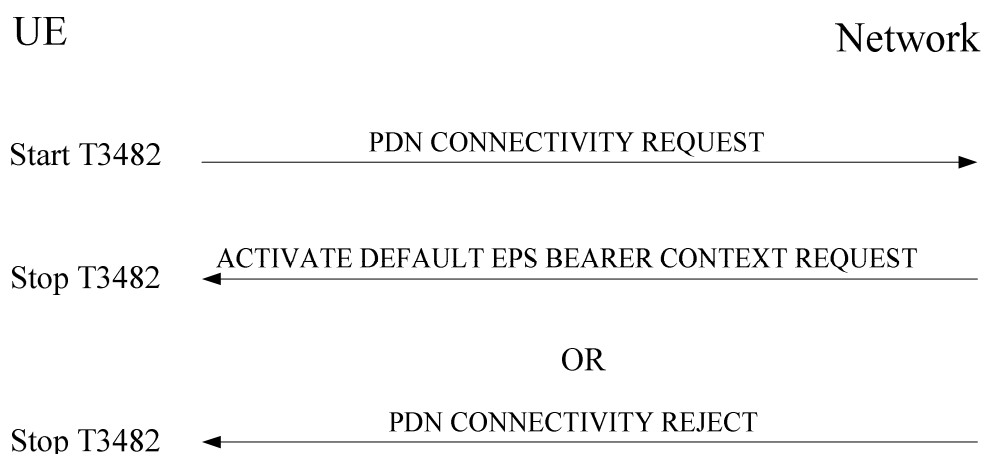 UE
Network
Start T3482
PDN CONNECTIVITY REQUEST
Stop T3482
ACTIVATE DEFAULT EPS BEARER CONTEXT REQUEST
OR
Stop T3482
PDN CONNECTIVITY REJECT